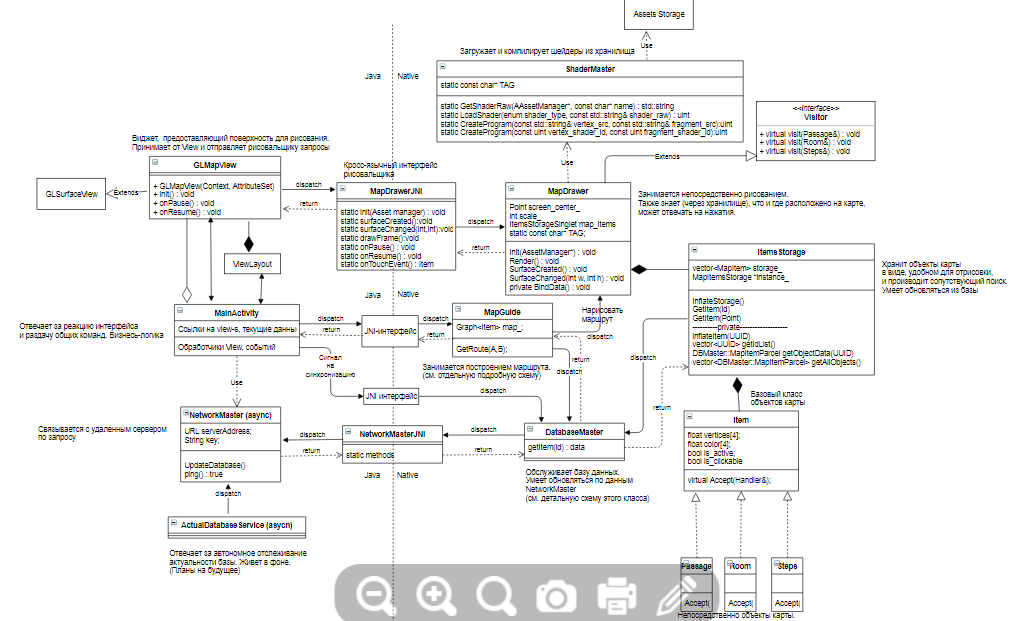 Assets Storage
Use
Загружает и компилирует шейдеры из хранилища
Java Native
ShaderMaster
static const char* TAG
static GetShaderRaw(AAssetManager*, const char* name) : std::string
static LoadShader(enum shader_type, const std::string& shader_raw) : uint
static CreateProgram(const std::string& vertex_src, const std::string& fragment_src):uint
static CreateProgram(const uint vertex_shader_id, const uint fragment_shader_id):uint
<<interface>>
Visitor
+ virtual visit(Passage&) : void
+ virtual visit(Room&) : void
+ virtual visit(Steps&) : void
Extends
Use
Виджет, предоставляющий поверхность для рисования.
Принимает от View и отправляет рисовальщику запросы
GLMapView
+ GLMapView(Context, AttributeSet)
+ init() : void
+ onPause() : void
+ onResume() : void
GLSurfaceView
Extends
dispatch
return
Кросс-язычный интерфейс
рисовальщика
MapDrawerJNI
static init(Asset manager) : void
static surfaceCreated():void
static surfaceChanged(int,int):void
static drawFrame():void
static onPause() : void
static onResume() : void
static onTouchEvent() : Item
dispatch
return
MapDrawer
Point screen_center_
int scale_
ItemsStorageSinglet map_items
static const char* TAG;
Init(AssetManager*) : void
Render() : void
SurfaceCreated() : void
SurfaceChanged(int w, int h) : void
private BindData() : void
Занимается непосредственно рисованием.
Также знает (через хранилище), что и где расположено на карте,
может отвечать на нажатия.
ItemsStorage
vector<MapItem> storage_
MapItemsStorage *instance_
InflateStorage()
GetItem(id)
GetItem(Point)
----------private------------------
InflateItem(UUID)
vector<UUID> getIdList()
DBMaster::MapItemParcel getObjectData(UUID)
vector<DBMaster::MapItemParcel> getAllObjects()
Хранит объекты карты
в виде, удобном для отрисовки,
и производит сопутствующий поиск.
Умеет обновляться из базы
ViewLayout
Java Native
MainActivity
Ссылки на view-s, текущие данны
Обработчики View, событий
Отвечает за реакцию интерфейса
и раздачу общих команд. Бизнесь-логика
dispatch
return
JNI-интерфейс
dispatch
return
MapGuide
Graph<Item> map_;
GetRoute(A,B);
Нарисовать
маршрут
dispatch
return
dispatch
Занимается построением маршрута.
(см. отдельную подробную схему)
Сигнал
на
синхронизацию
JNI интерфейс
dispatch
dispatch
return
Use
Базовый класс
объектов карты
Item
float vertices[4];
float color[4];
bool is_active;
bool is_clickable
virtual Accept(Handler&);
NetworkMaster (async)
URL serverAddress;
String key;
UpdateDatabase()
ping() : true
Связывается с удаленным сервером
по запросу
dispatch
return
NetworkMasterJNI
static methods
Java Native
dispatch
return
DatabaseMaster
getItem(id) : data
Обслуживает базу данных.
Умеет обновляться по данным
NetworkMaster
(см. детальную схему этого класса)
dispatch
ActualDatabaseService (async)
Отвечает за автономное отслеживание
актуальности базы. Живет в фоне.
(Планы на будущее)
Passage Room Steps
Accept( Accept( Accept(
Непосредственно объекты карты.